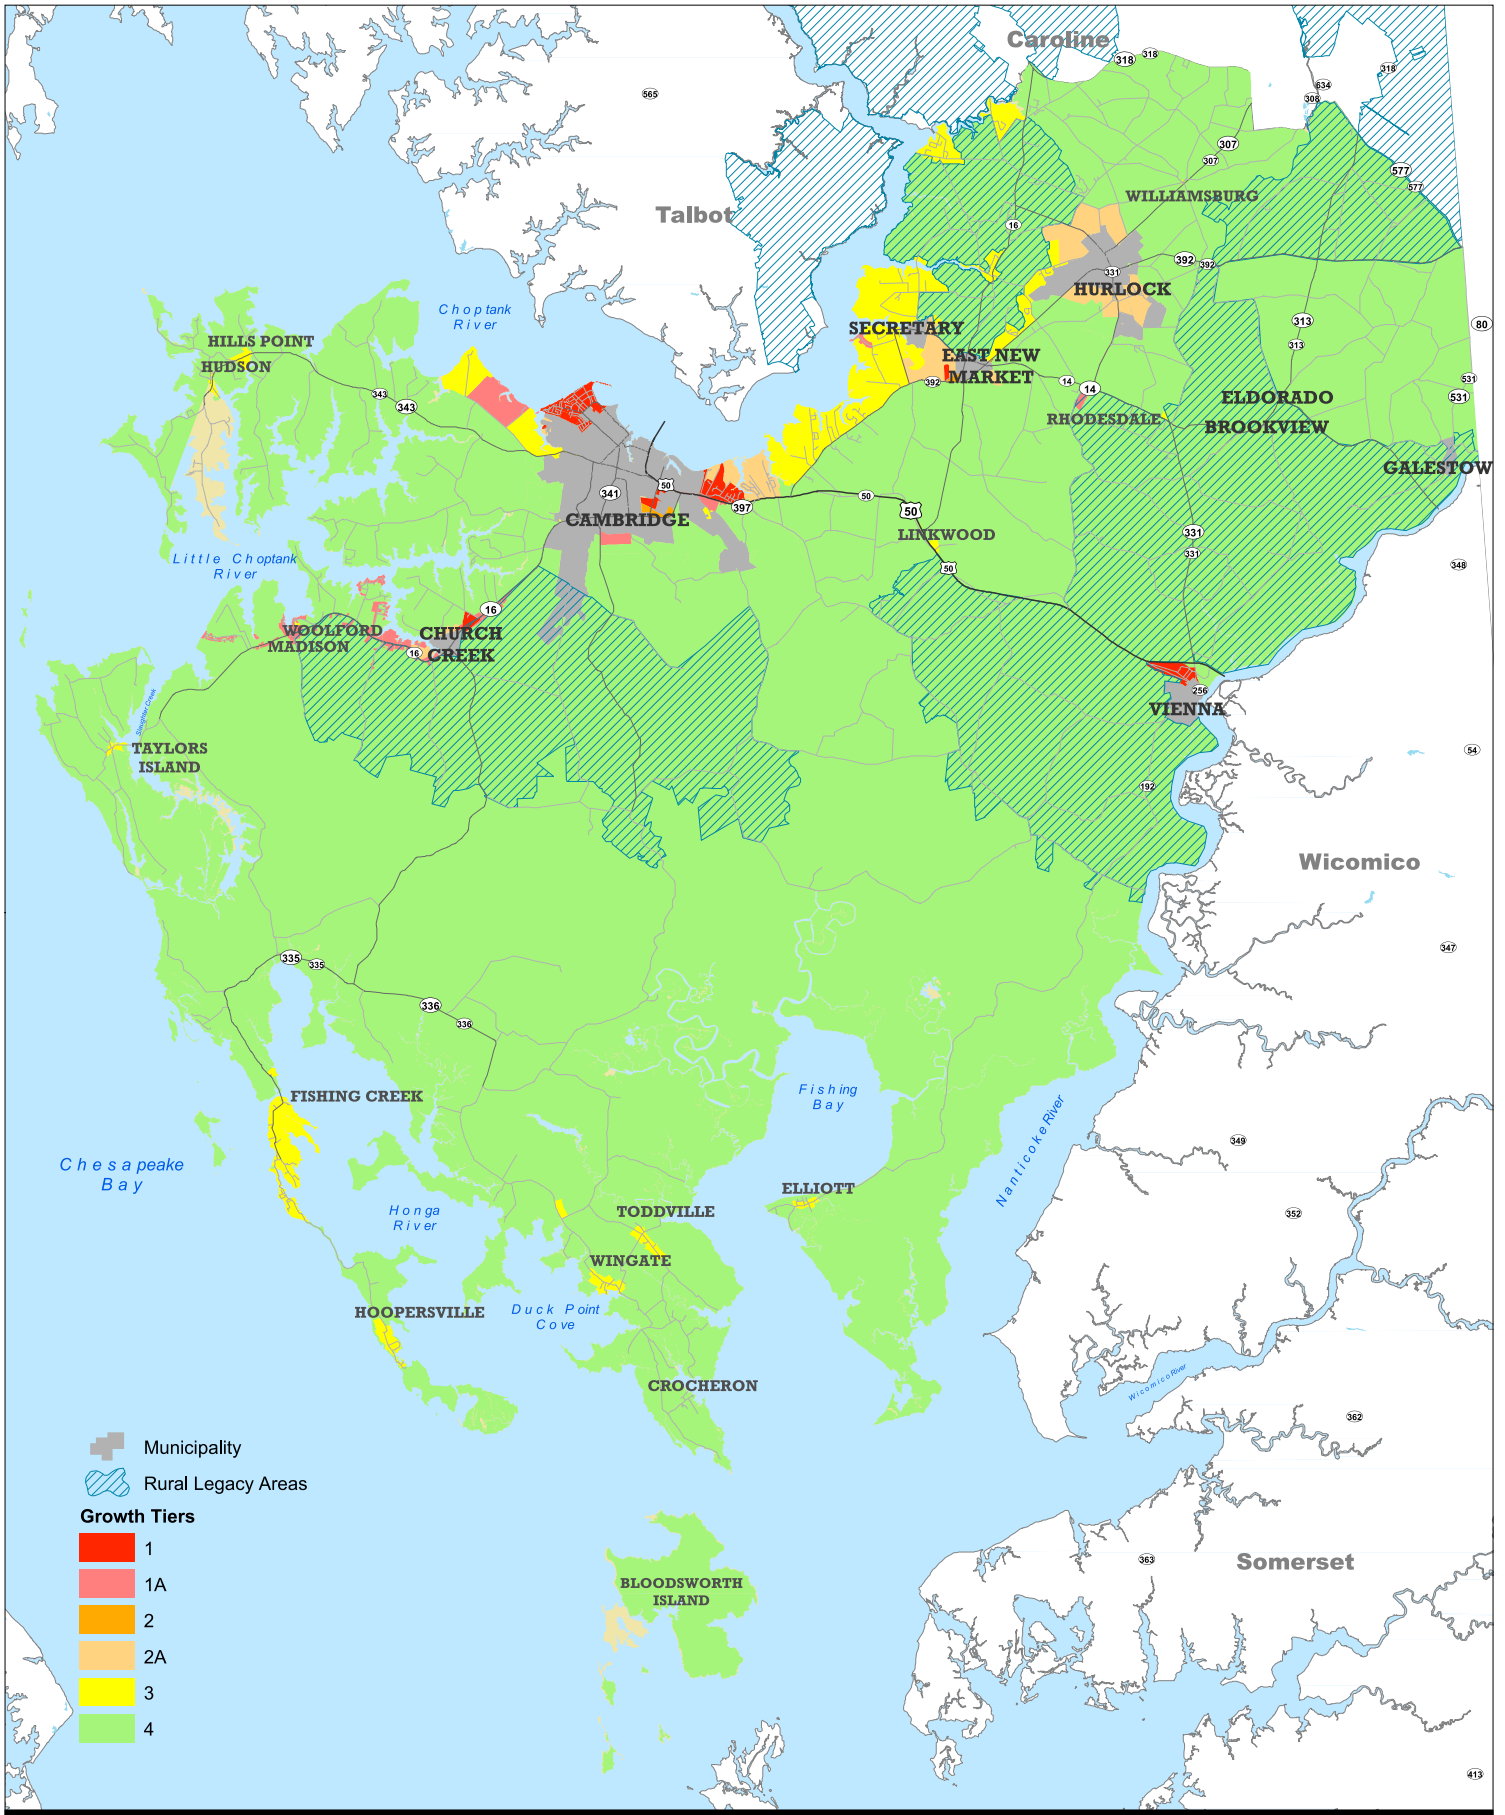 Caroline
318
318
318
565
634
308
307
307
577
577
WILLIAMSBURG
Talbot
16
392
392
331
HURLOCK
Choptank
River
313
80
SECRETARY
HILLS POINT
313
EAST NEW
MARKET
HUDSON
392
14
14
531
531
343
343
ELDORADO
RHODESDALE
BROOKVIEW
GALESTOW
50
341
50
397
50
CAMBRIDGE
331
LINKWOOD
331
Little Choptank
River
50
348
16
WOOLFORD
MADISON
CHURCH
CREEK
16
256
VIENNA
Slaughter Creek
TAYLORS
ISLAND
54
192
Wicomico
347
335
335
336
336
Fishing
Bay
FISHING CREEK
Nanticoke River
349
Chesapeake
Bay
ELLIOTT
Honga
River
TODDVILLE
352
WINGATE
HOOPERSVILLE
Duck Point
Cove
CROCHERON
Wicomico River
362
Municipality
Rural Legacy Areas
Growth Tiers
1
1A
2
2A
3
4
363
Somerset
BLOODSWORTH
ISLAND
413